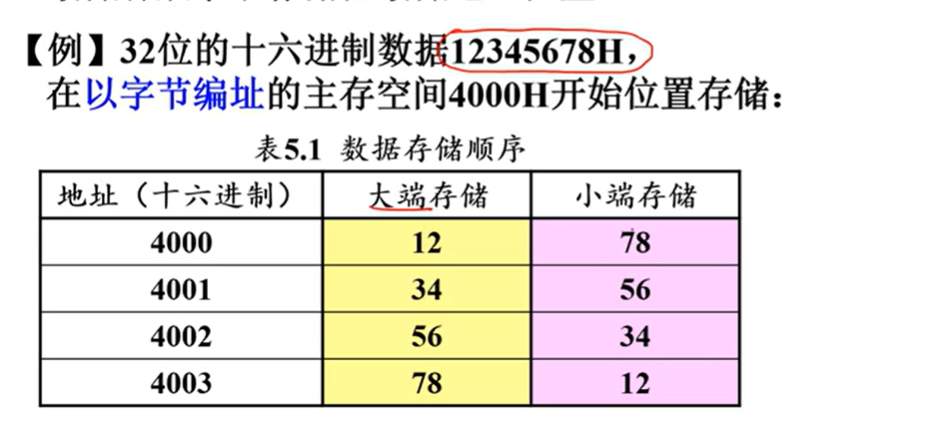 【例】32位的十六进制数据12345678H，
在以字节编址的主存空间4000H开始位置存储：
表5.1 数据存储顺序
地址（十六进制） 大端存储 小端存储
4000 12 78
4001 34 56
4002 56 34
4003 78 12